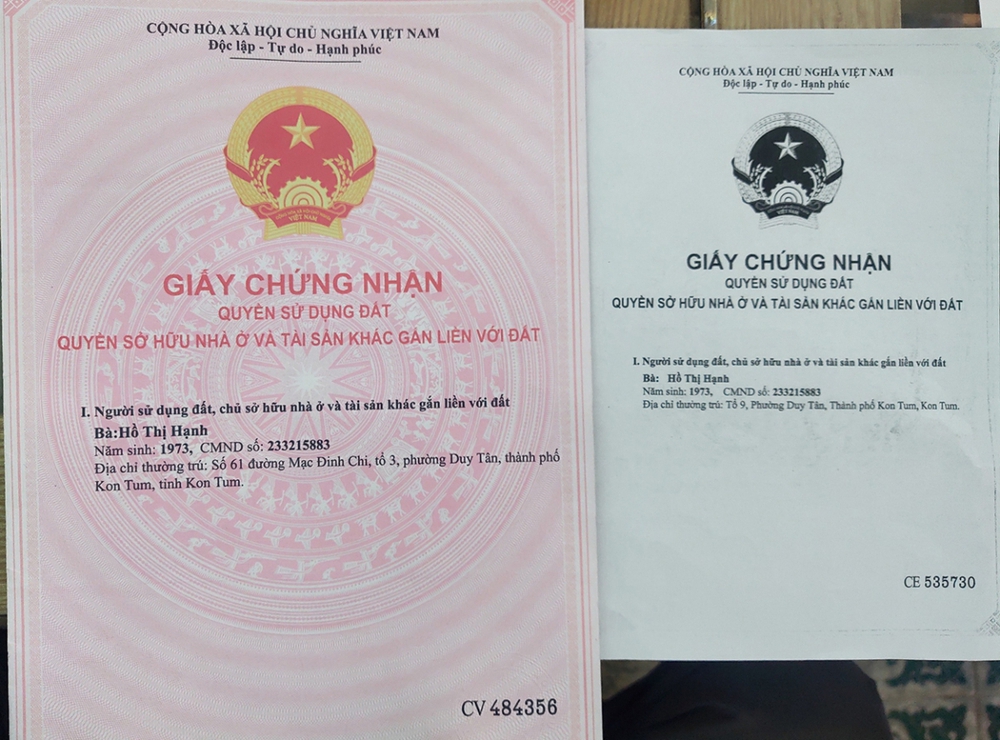 CỘNG HÒA XÃ HỘI CHỦ NGHĨA VIỆT NAM
Độc lập - Tự do - Hạnh phúc
VIỆT NAM
GIẤY CHỨNG NHẬN
QUYỀN SỬ DỤNG ĐẤT
QUYỀN SỞ HỮU NHÀ Ở VÀ TÀI SẢN KHÁC GẮN LIỀN VỚI ĐẤT
I. Người sử dụng đất, chủ sở hữu nhà ở và tài sản khác gắn liền với đất
Bà:Hồ Thị Hạnh
Năm sinh: 1973, CMND số: 233215883
Địa chỉ thường trú: Số 61 đường Mạc Đĩnh Chi, tổ 3, phường Duy Tân, thành phố
Kon Tum, tỉnh Kon Tum.
CV 484356
CỘNG HÒA XÃ HỘI CHỦ NGHĨA VIỆT NAM
Độc lập - Tự do - Hạnh phúc
VIỆT NAM
GIẤY CHỨNG NHẬN
QUYỀN SỬ DỤNG ĐẤT
QUYỀN SỞ HỮU NHÀ Ở VÀ TÀI SẢN KHÁC GẮN LIỀN VỚI ĐẤT
I. Người sử dụng đất, chủ sở hữu nhà ở và tài sản khác gắn liền với đất
Bà: Hồ Thị Hạnh
Năm sinh: 1973, CMND số: 233215883
Địa chỉ thường trú: Tổ 9, Phường Duy Tân, Thành phố Kon Tum, Kon Tum.
CE 535730